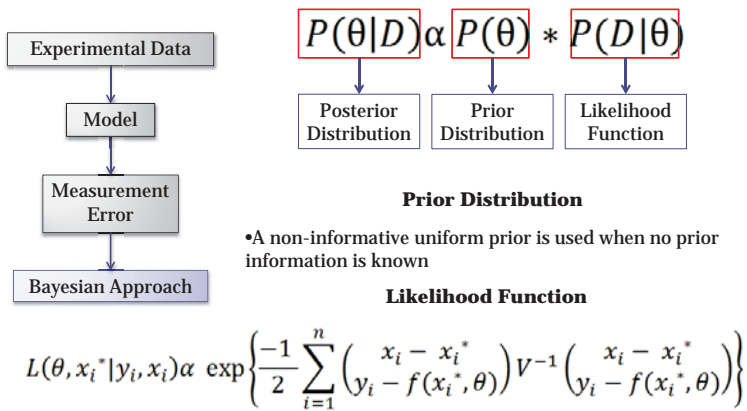 Experimental Data
Model
Measurement
Error
Bayesian Approach
P(θ|D)α P(θ) * P(D|θ)
Posterior
Distribution
Prior
Distribution
Likelihood
Function
Prior Distribution
•A non-informative uniform prior is used when no prior
information is known
Likelihood Function
L(θ, xᵢ*|yᵢ, xᵢ)α exp{−1/2 ∑ᵢ₌₁ⁿ (xᵢ − xᵢ* yᵢ − f(xᵢ*, θ)) V⁻¹ (xᵢ − xᵢ* yᵢ − f(xᵢ*, θ))}